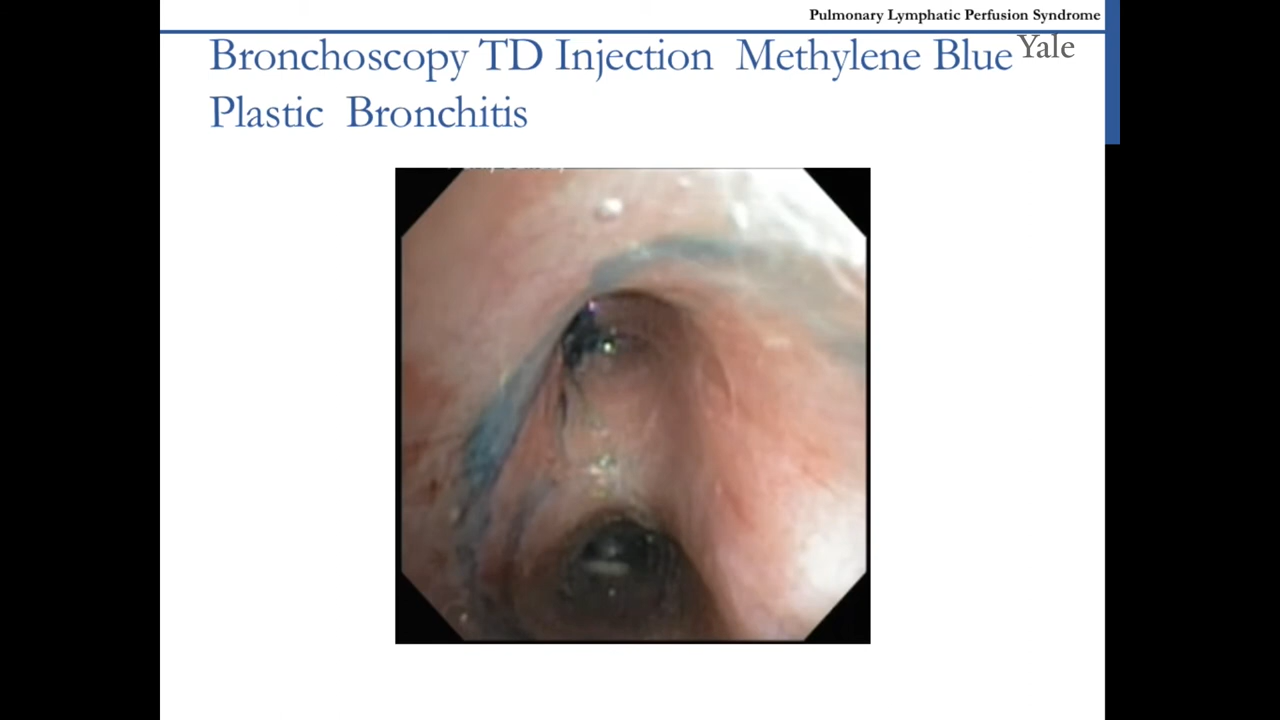 Pulmonary Lymphatic Perfusion Syndrome
Bronchoscopy TD Injection Methylene Blue
Yale
Plastic Bronchitis